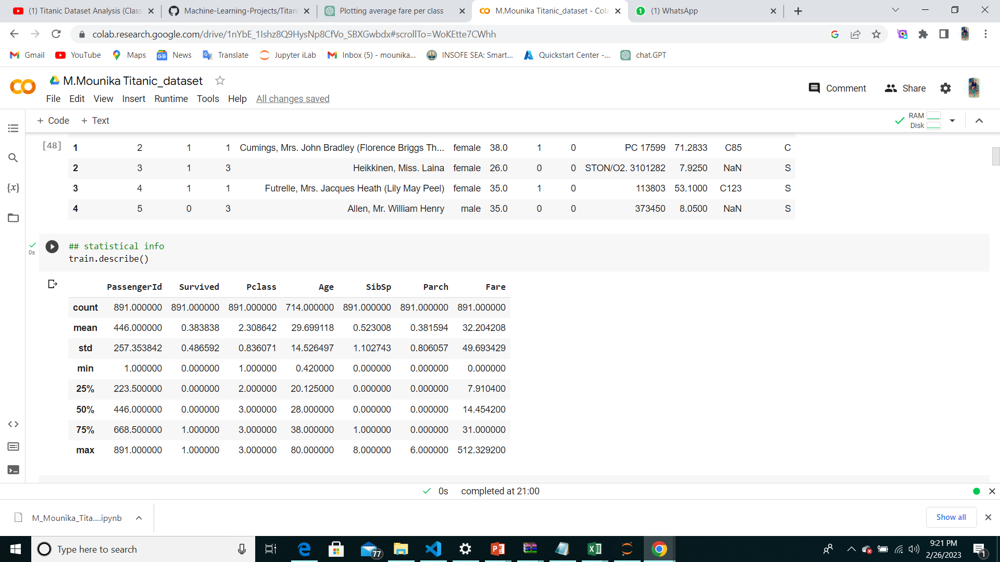 (1) Titanic Dataset Analysis (Class
Machine-Learning-Projects/Titani
Plotting average fare per class
M.Mounika Titanic_dataset - Cola
1 (1) WhatsApp
colab.research.google.com/drive/1nYbE_1Ishz8Q9HysNp8CfVo_SBXGwbdx#scrollTo=WoKEtte7CWhh
Gmail YouTube Maps News Translate Jupyter iLab Inbox (5) - mounika... INSOFE SEA: Smart... Quickstart Center -... chat.GPT
M.Mounika Titanic_dataset
Comment Share
File Edit View Insert Runtime Tools Help All changes saved
+ Code + Text
RAM
Disk
[48] 1 2 1 1 Cumings, Mrs. John Bradley (Florence Briggs Th... female 38.0 1 0 PC 17599 71.2833 C85 C
2 3 1 3 Heikkinen, Miss. Laina female 26.0 0 0 STON/O2. 3101282 7.9250 NaN S
{x}
3 4 1 1 Futrelle, Mrs. Jacques Heath (Lily May Peel) female 35.0 1 0 113803 53.1000 C123 S
4 5 0 3 Allen, Mr. William Henry male 35.0 0 0 373450 8.0500 NaN S
0s
## statistical info
train.describe()
PassengerId Survived Pclass Age SibSp Parch Fare
count 891.000000 891.000000 891.000000 714.000000 891.000000 891.000000 891.000000
mean 446.000000 0.383838 2.308642 29.699118 0.523008 0.381594 32.204208
std 257.353842 0.486592 0.836071 14.526497 1.102743 0.806057 49.693429
min 1.000000 0.000000 1.000000 0.420000 0.000000 0.000000 0.000000
25% 223.500000 0.000000 2.000000 20.125000 0.000000 0.000000 7.910400
50% 446.000000 0.000000 3.000000 28.000000 0.000000 0.000000 14.454200
75% 668.500000 1.000000 3.000000 38.000000 1.000000 0.000000 31.000000
max 891.000000 1.000000 3.000000 80.000000 8.000000 6.000000 512.329200
0s completed at 21:00
M_Mounika_Tita....ipynb
Show all
Type here to search
77
9:21 PM
2/26/2023
1